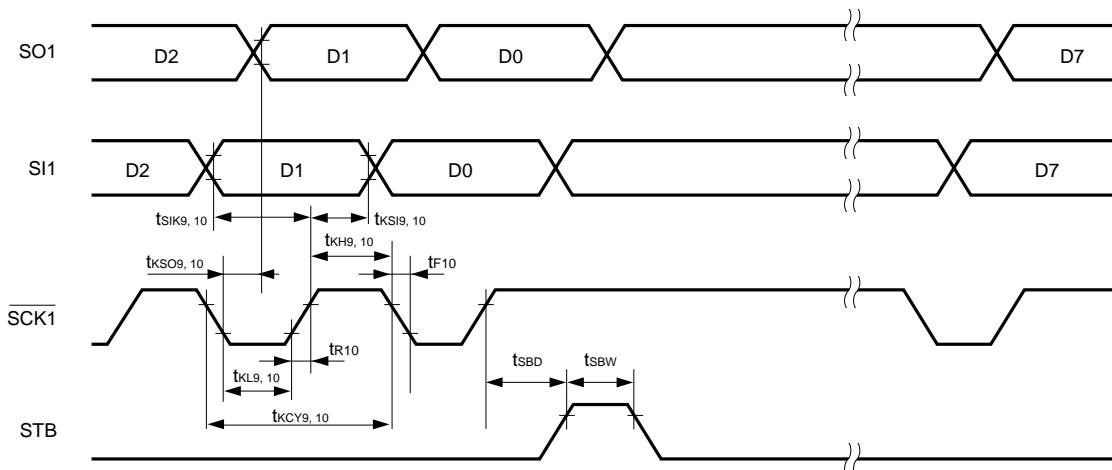 SO1
D2
D1
D0
D7
SI1
D2
D1
D0
D7
tSIK9, 10
tKSI9, 10
tKH9, 10
tKSO9, 10
tF10
SCK1
tR10
tSBD
tSBW
tKL9, 10
tKCY9, 10
STB